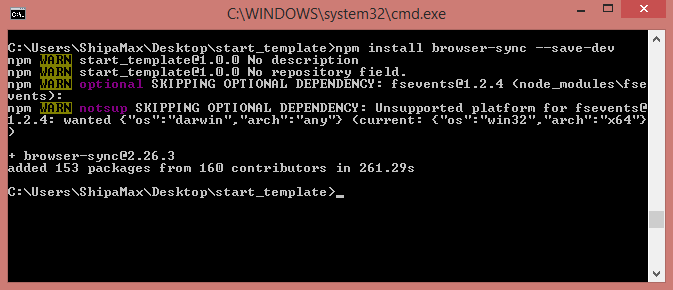 C:\WINDOWS\system32\cmd.exe
C:\Users\ShipaMax\Desktop\start_template>npm install browser-sync --save-dev
npm WARN start_template@1.0.0 No description
npm WARN start_template@1.0.0 No repository field.
npm WARN optional SKIPPING OPTIONAL DEPENDENCY: fsevents@1.2.4 (node_modules\fse
vents):
npm WARN notsup SKIPPING OPTIONAL DEPENDENCY: Unsupported platform for fsevents@
1.2.4: wanted {"os":"darwin","arch":"any"} (current: {"os":"win32","arch":"x64"}
)
+ browser-sync@2.26.3
added 153 packages from 160 contributors in 261.29s
C:\Users\ShipaMax\Desktop\start_template>_